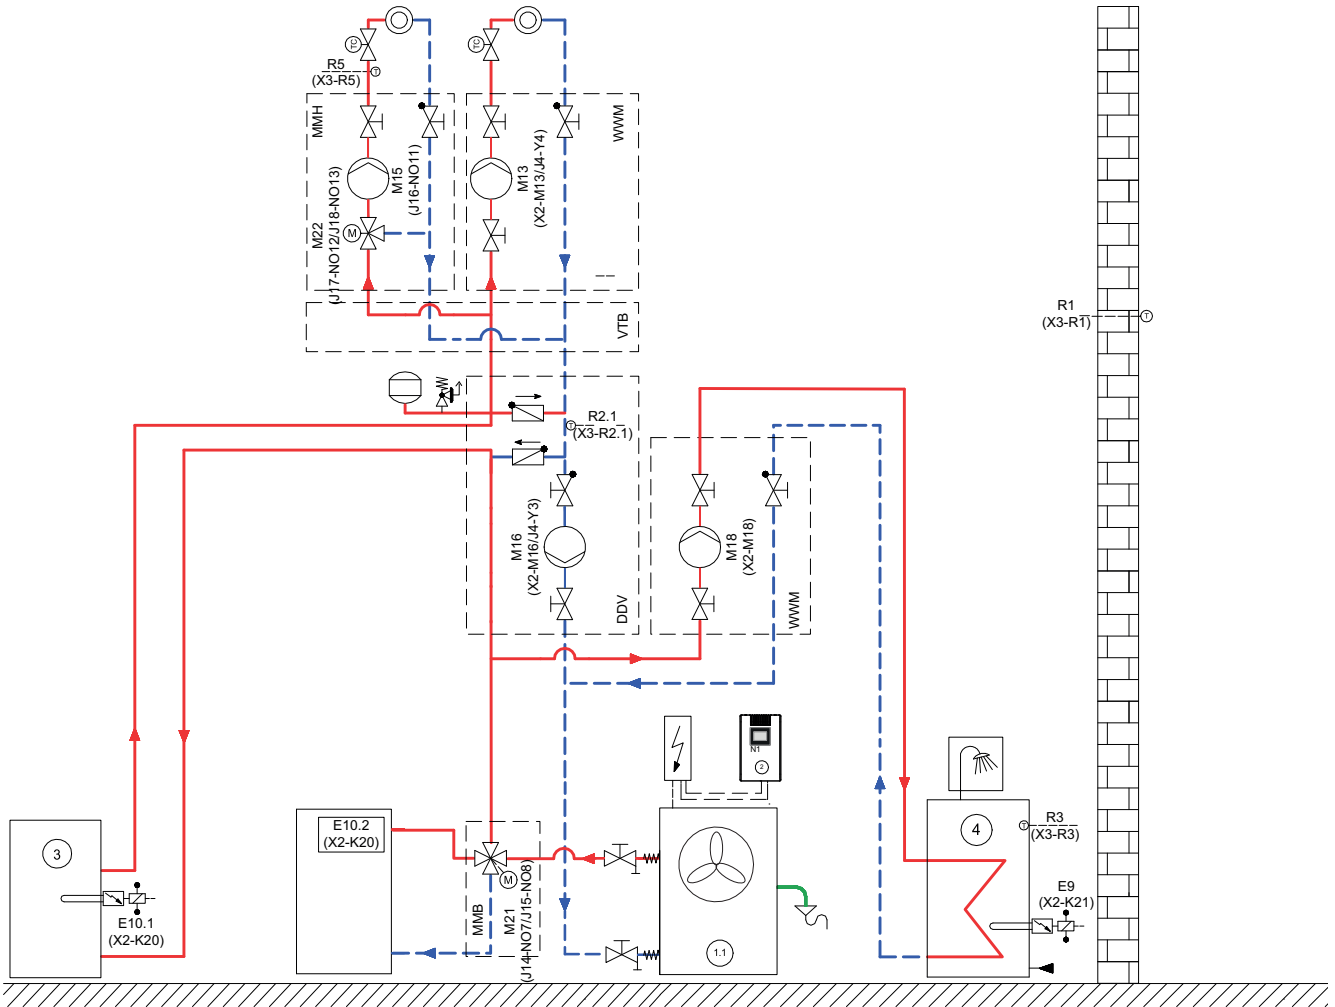 TC
TC
R5
(X3-R5)
T
MMH
M15
(J16-NO11)
M22
(J17-NO12/J18-NO13)
M
WWM
M13
(X2-M13/J4-Y4)
VTB
R1
(X3-R1)
T
R2.1
(X3-R2.1)
T
M16
(X2-M16/J4-Y3)
DDV
M18
(X2-M18)
WWM
N1
2
3
E10.1
(X2-K20)
E10.2
(X2-K20)
MMB
M21
(J14-NO7/J15-NO8)
M
1.1
4
T
R3
(X3-R3)
E9
(X2-K21)